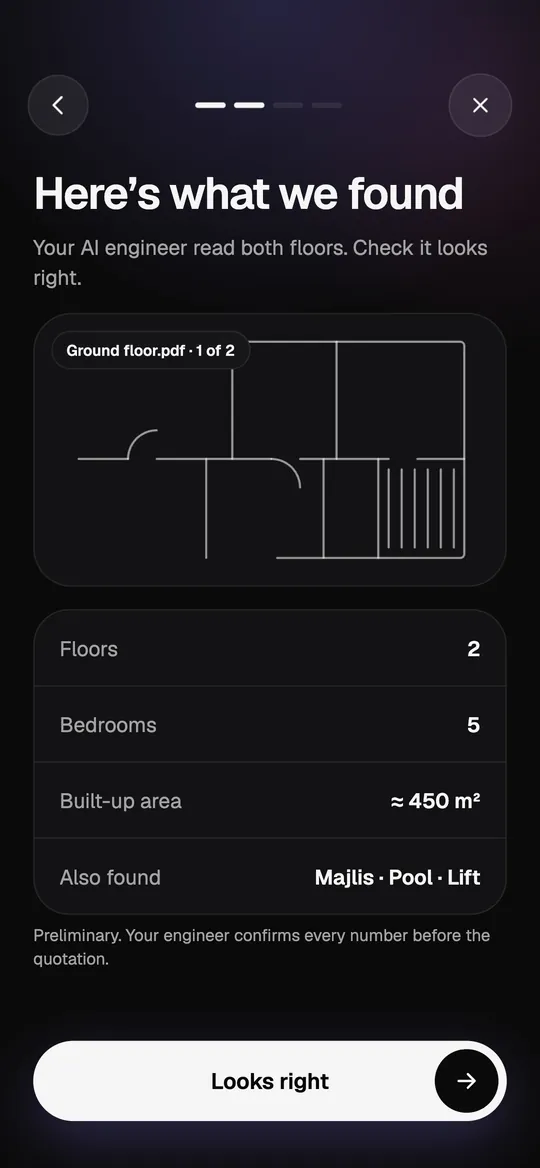 Here’s what we found
Your AI engineer read both floors. Check it looks
right.
Ground floor.pdf · 1 of 2
Floors 2
Bedrooms 5
Built-up area ≈ 450 m²
Also found Majlis · Pool · Lift
Preliminary. Your engineer confirms every number before the
quotation.
Looks right